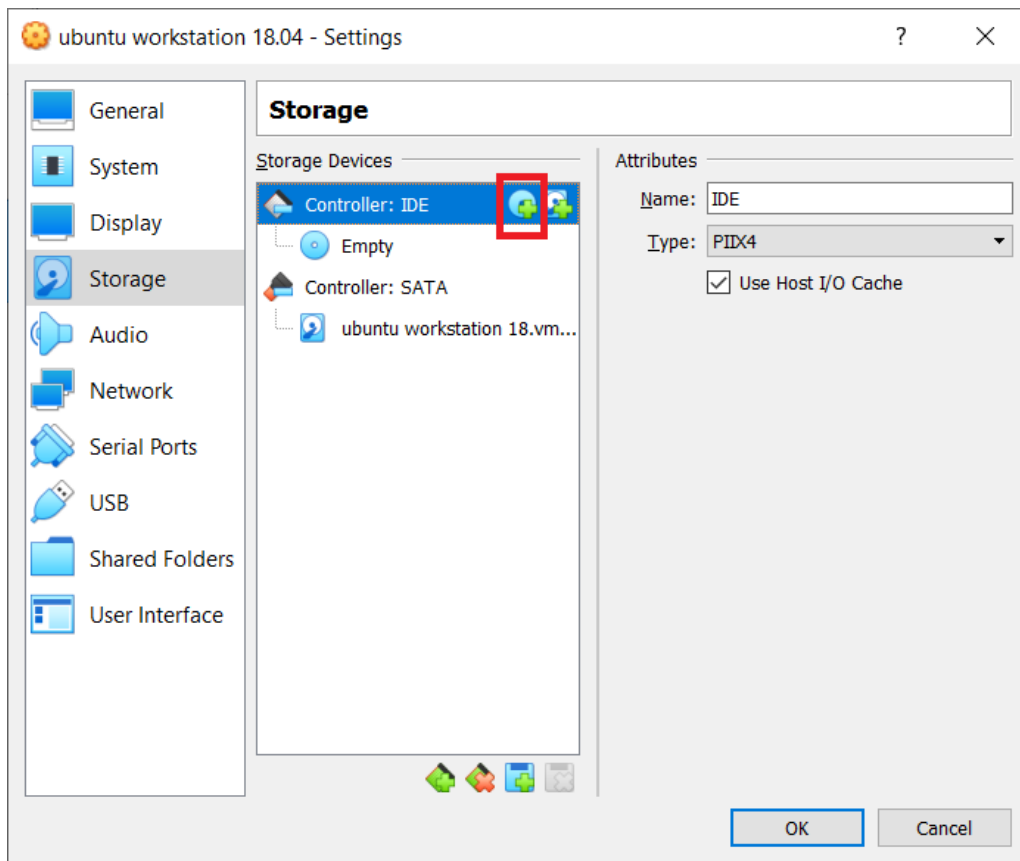 ubuntu workstation 18.04 - Settings
?
General
System
Display
Storage
Audio
Network
Serial Ports
USB
Shared Folders
User Interface
Storage
Storage Devices
Controller: IDE
Empty
Controller: SATA
ubuntu workstation 18.vm...
Attributes
Name: IDE
Type: PIIX4
Use Host I/O Cache
OK
Cancel